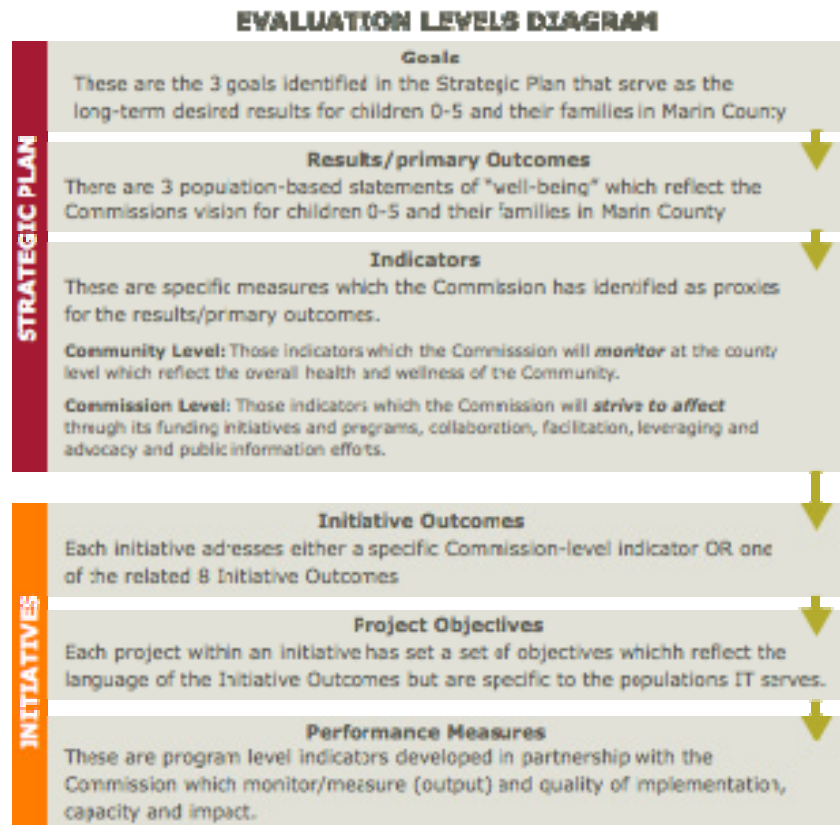 EVALUATION LEVELS DIAGRAM
STRATEGIC PLAN
Goals
These are the 3 goals identified in the Strategic Plan that serve as the
long-term desired results for children 0-5 and their families in Marin County
Results/primary Outcomes
There are 3 population-based statements of "well-being" which reflect the
Commissions vision for children 0-5 and their families in Marin County
Indicators
These are specific measures which the Commission has identified as proxies
for the results/primary outcomes.
Community Level: Those indicators which the Commisssion will monitor at the county
level which reflect the overall health and wellness of the Community.
Commission Level: Those indicators which the Commission will strive to affect
through its funding initiatives and programs, collaboration, facilitation, leveraging and
advocacy and public information efforts.
INITIATIVES
Initiative Outcomes
Each initiative adresses either a specific Commission-level indicator OR one
of the related 8 Initiative Outcomes
Project Objectives
Each project within an initiative has set a set of objectives whichh reflect the
language of the Initiative Outcomes but are specific to the populations IT serves.
Performance Measures
These are program level indicators developed in partnership with the
Commission which monitor/measure (output) and quality of implementation,
capacity and impact.